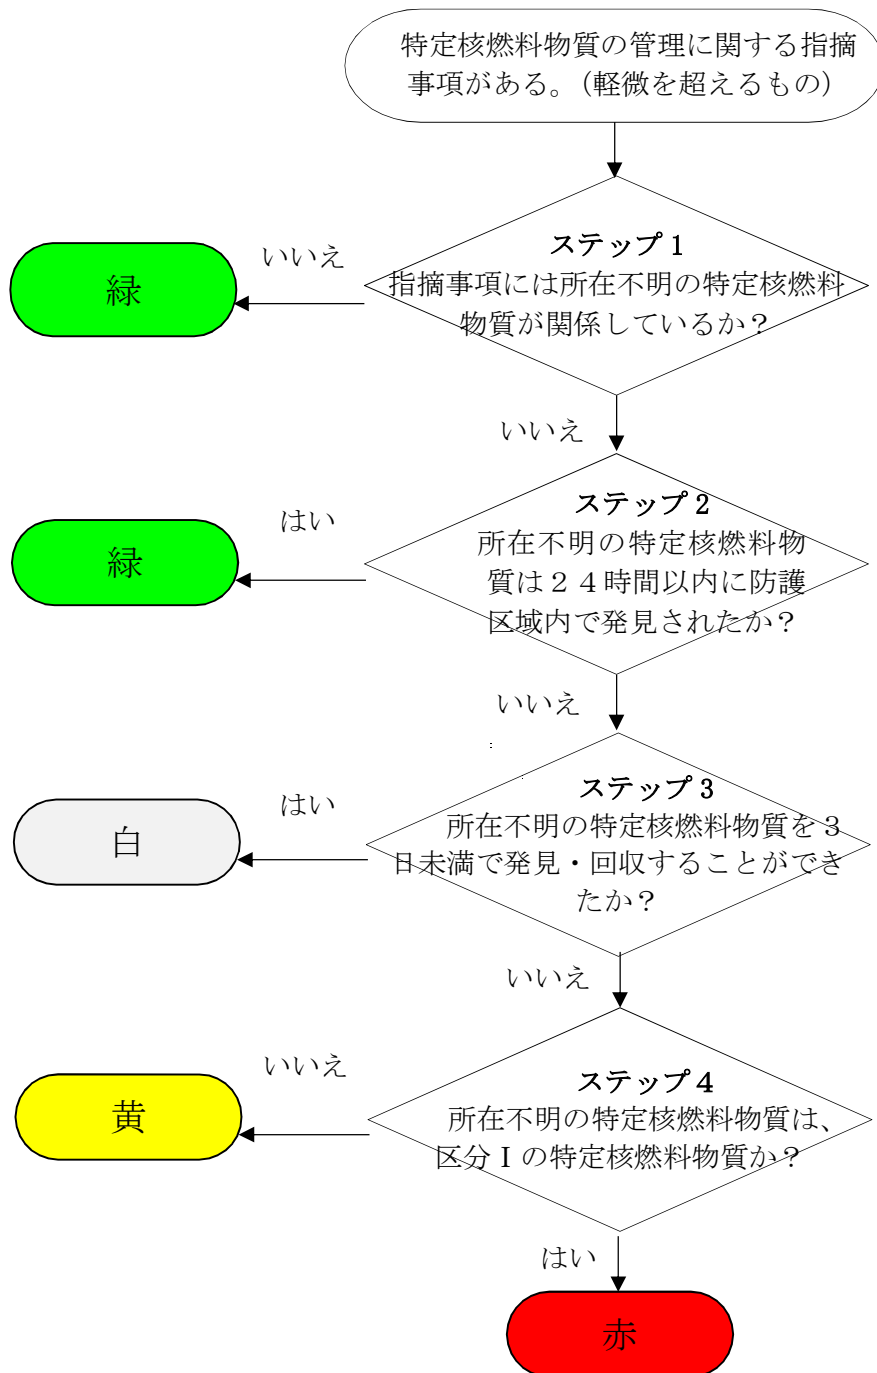 特定核燃料物質の管理に関する指摘
事項がある。（軽微を超えるもの）
ステップ 1
指摘事項には所在不明の特定核燃料
物質が関係しているか？
いいえ
緑
いいえ
ステップ 2
所在不明の特定核燃料物
質は２４時間以内に防護
区域内で発見されたか？
はい
緑
いいえ
ステップ 3
所在不明の特定核燃料物質を３
日未満で発見・回収することができ
たか？
はい
白
いいえ
ステップ４
所在不明の特定核燃料物質は、
区分Ⅰの特定核燃料物質か？
いいえ
黄
はい
赤